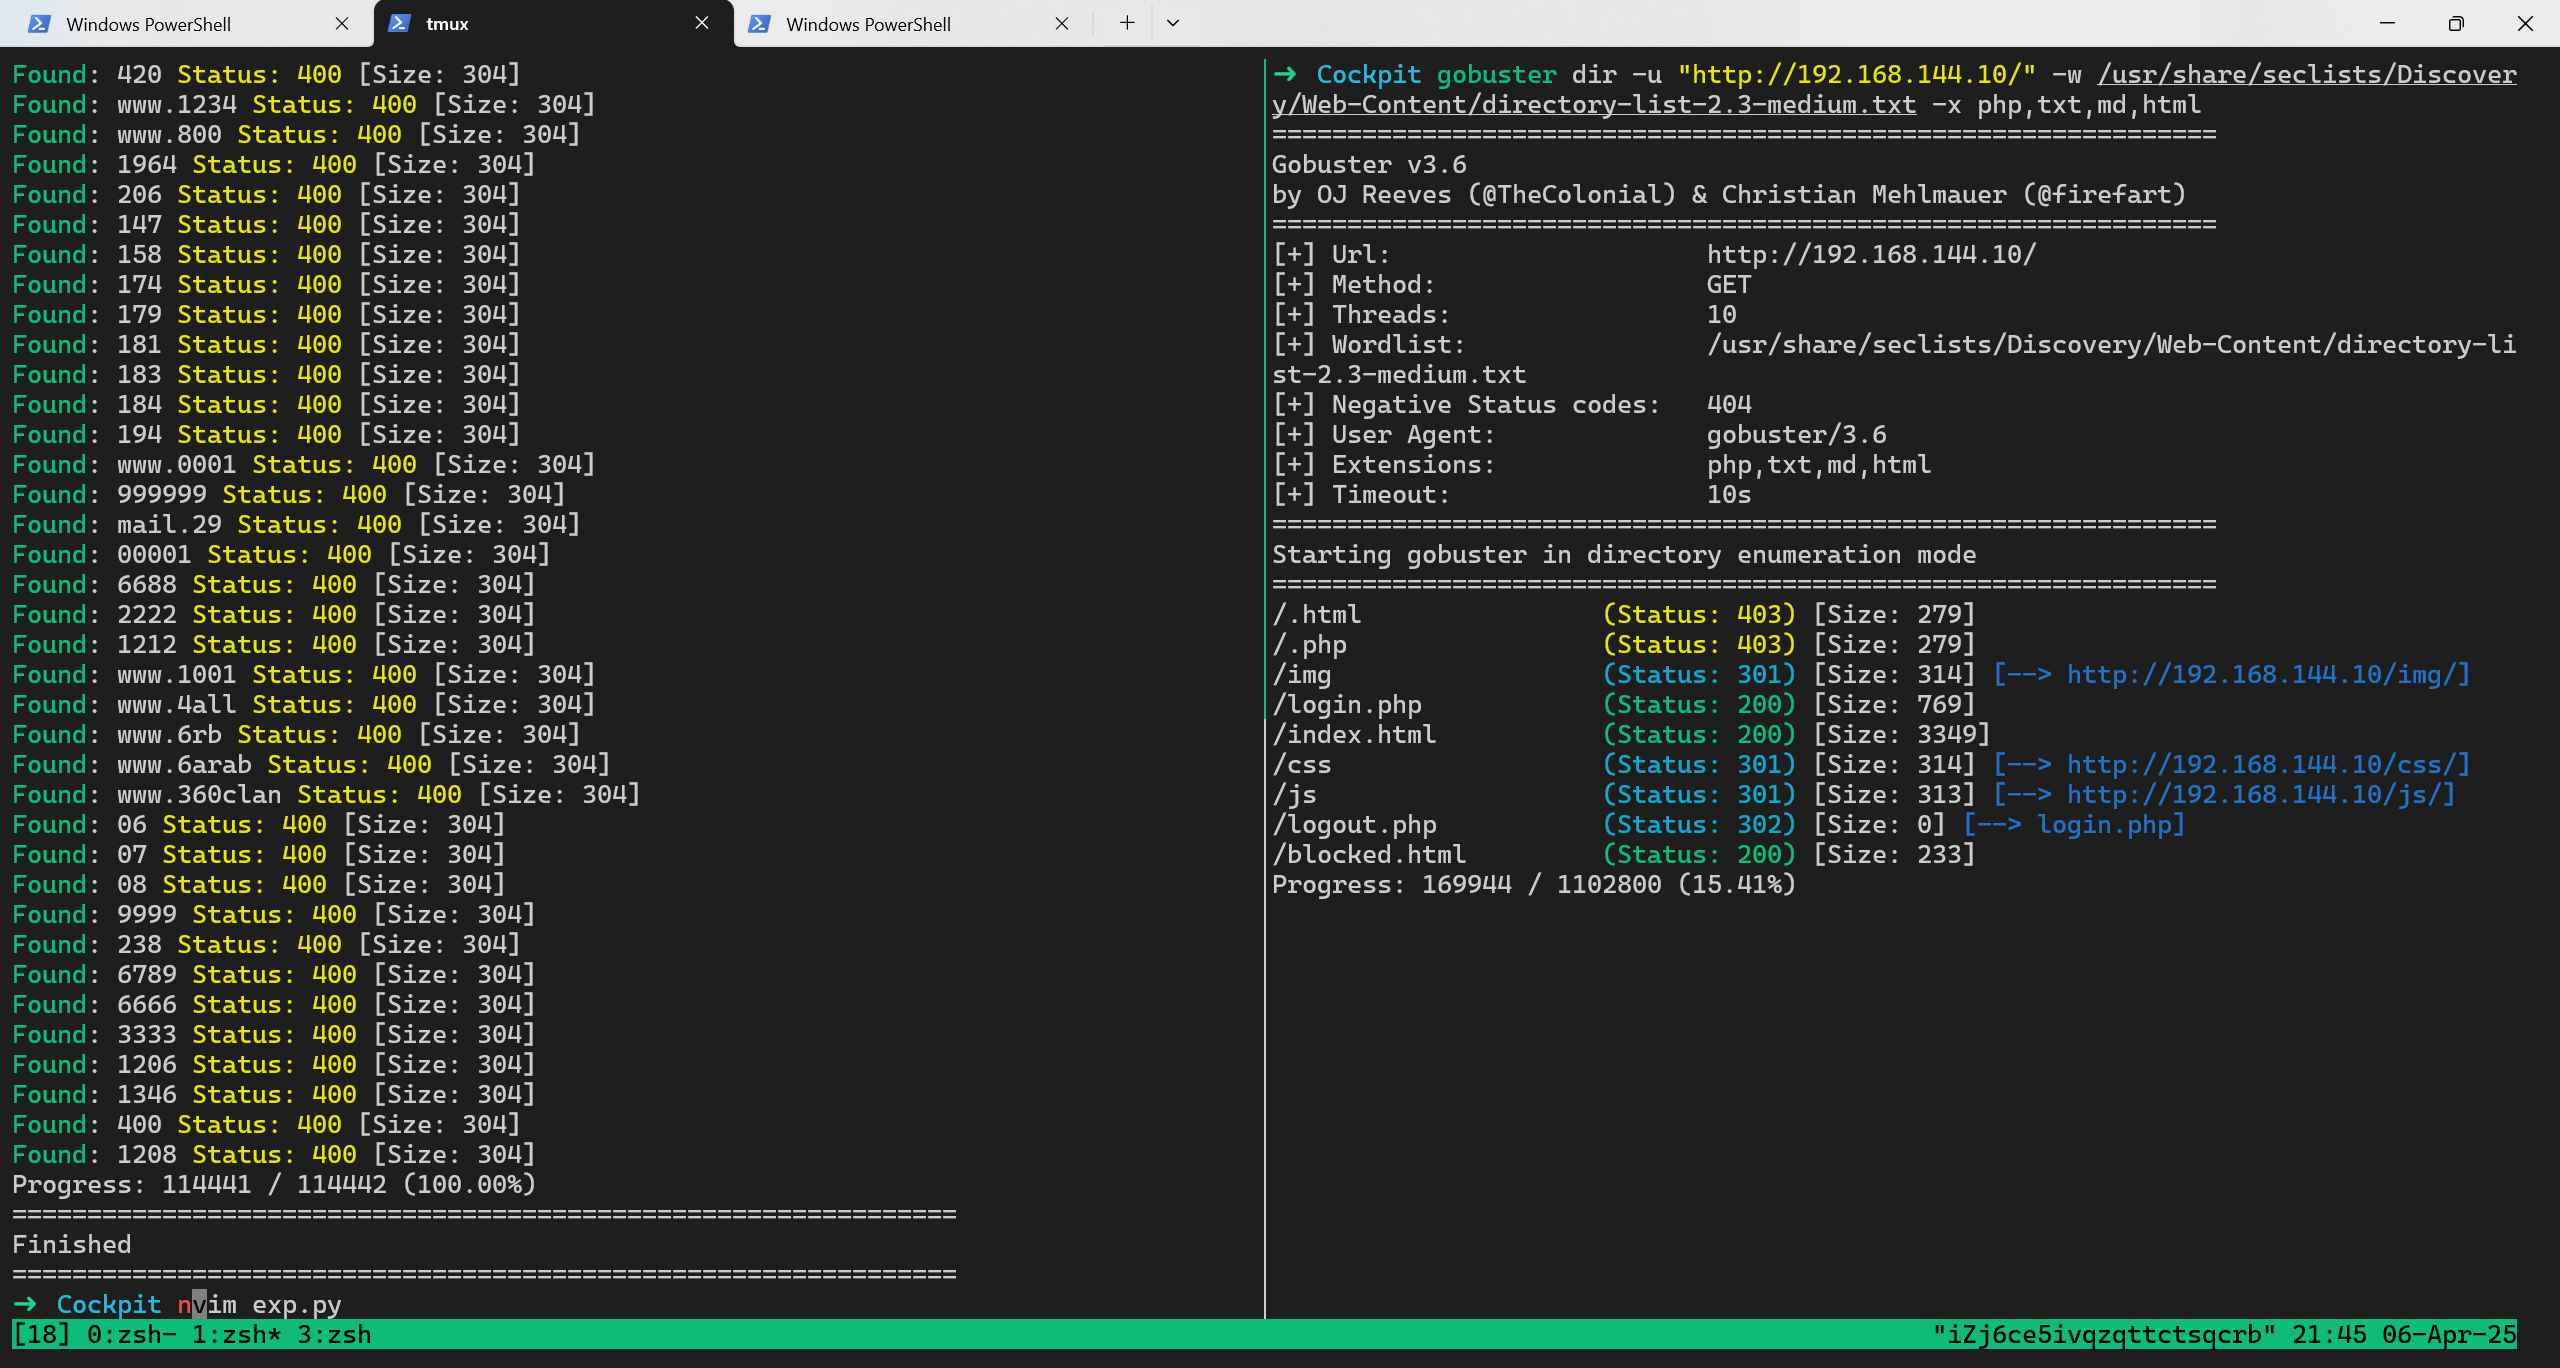 Windows PowerShell
tmux
Windows PowerShell
Found: 420 Status: 400 [Size: 304]
Found: www.1234 Status: 400 [Size: 304]
Found: www.800 Status: 400 [Size: 304]
Found: 1964 Status: 400 [Size: 304]
Found: 206 Status: 400 [Size: 304]
Found: 147 Status: 400 [Size: 304]
Found: 158 Status: 400 [Size: 304]
Found: 174 Status: 400 [Size: 304]
Found: 179 Status: 400 [Size: 304]
Found: 181 Status: 400 [Size: 304]
Found: 183 Status: 400 [Size: 304]
Found: 184 Status: 400 [Size: 304]
Found: 194 Status: 400 [Size: 304]
Found: www.0001 Status: 400 [Size: 304]
Found: 999999 Status: 400 [Size: 304]
Found: mail.29 Status: 400 [Size: 304]
Found: 00001 Status: 400 [Size: 304]
Found: 6688 Status: 400 [Size: 304]
Found: 2222 Status: 400 [Size: 304]
Found: 1212 Status: 400 [Size: 304]
Found: www.1001 Status: 400 [Size: 304]
Found: www.4all Status: 400 [Size: 304]
Found: www.6rb Status: 400 [Size: 304]
Found: www.6arab Status: 400 [Size: 304]
Found: www.360clan Status: 400 [Size: 304]
Found: 06 Status: 400 [Size: 304]
Found: 07 Status: 400 [Size: 304]
Found: 08 Status: 400 [Size: 304]
Found: 9999 Status: 400 [Size: 304]
Found: 238 Status: 400 [Size: 304]
Found: 6789 Status: 400 [Size: 304]
Found: 6666 Status: 400 [Size: 304]
Found: 3333 Status: 400 [Size: 304]
Found: 1206 Status: 400 [Size: 304]
Found: 1346 Status: 400 [Size: 304]
Found: 400 Status: 400 [Size: 304]
Found: 1208 Status: 400 [Size: 304]
Progress: 114441 / 114442 (100.00%)
===============================================================
Finished
===============================================================
➜ Cockpit nvim exp.py
➜ Cockpit gobuster dir -u "http://192.168.144.10/" -w /usr/share/seclists/Discover
y/Web-Content/directory-list-2.3-medium.txt -x php,txt,md,html
===============================================================
Gobuster v3.6
by OJ Reeves (@TheColonial) & Christian Mehlmauer (@firefart)
===============================================================
[+] Url: http://192.168.144.10/
[+] Method: GET
[+] Threads: 10
[+] Wordlist: /usr/share/seclists/Discovery/Web-Content/directory-li
st-2.3-medium.txt
[+] Negative Status codes: 404
[+] User Agent: gobuster/3.6
[+] Extensions: php,txt,md,html
[+] Timeout: 10s
===============================================================
Starting gobuster in directory enumeration mode
===============================================================
/.html (Status: 403) [Size: 279]
/.php (Status: 403) [Size: 279]
/img (Status: 301) [Size: 314] [--> http://192.168.144.10/img/]
/login.php (Status: 200) [Size: 769]
/index.html (Status: 200) [Size: 3349]
/css (Status: 301) [Size: 314] [--> http://192.168.144.10/css/]
/js (Status: 301) [Size: 313] [--> http://192.168.144.10/js/]
/logout.php (Status: 302) [Size: 0] [--> login.php]
/blocked.html (Status: 200) [Size: 233]
Progress: 169944 / 1102800 (15.41%)
[18] 0:zsh- 1:zsh* 3:zsh "iZj6ce5ivqzqttctsqcrb" 21:45 06-Apr-25